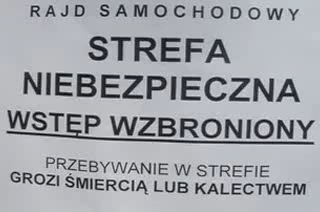 RAJD SAMOCHODOWY
STREFA
NIEBEZPIECZNA
WSTĘP WZBRONIONY
PRZEBYWANIE W STREFIE
GROZI ŚMIERCIĄ LUB KALECTWEM